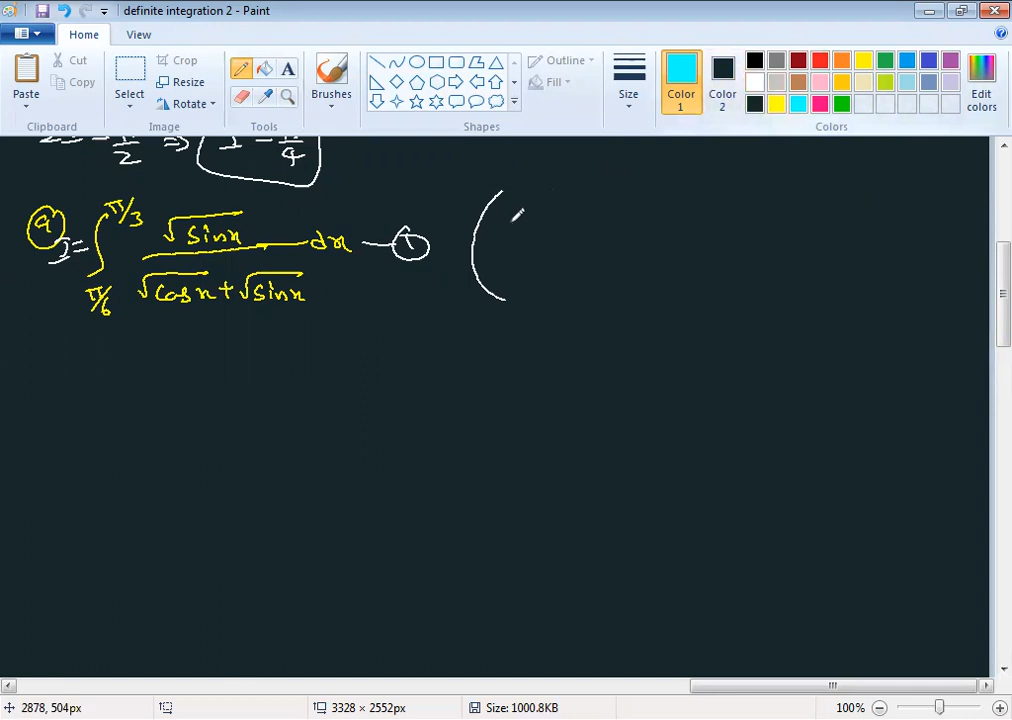 definite integration 2 - Paint
Home View
Cut
Copy
Paste
Clipboard
Crop
Resize
Rotate
Select
Image
A
Tools
Brushes
Outline
Fill
Shapes
Size
Color 1
Color 2
Edit colors
Colors
π/2 ⇒ I = π/4
Q I = ∫_{π/6}^{π/3} √sinx / (√cosx + √sinx) dx — ① (
2878, 504px
3328 × 2552px
Size: 1000.8KB
100%